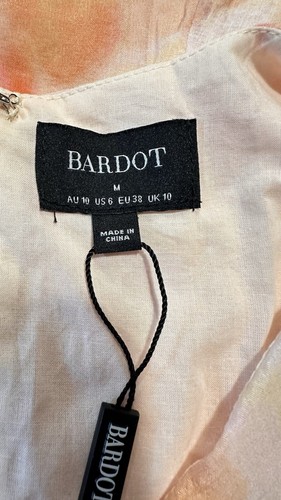 BARDOT
M
AU 10 US 6 EU 38 UK 10
MADE IN
CHINA
BARDOT